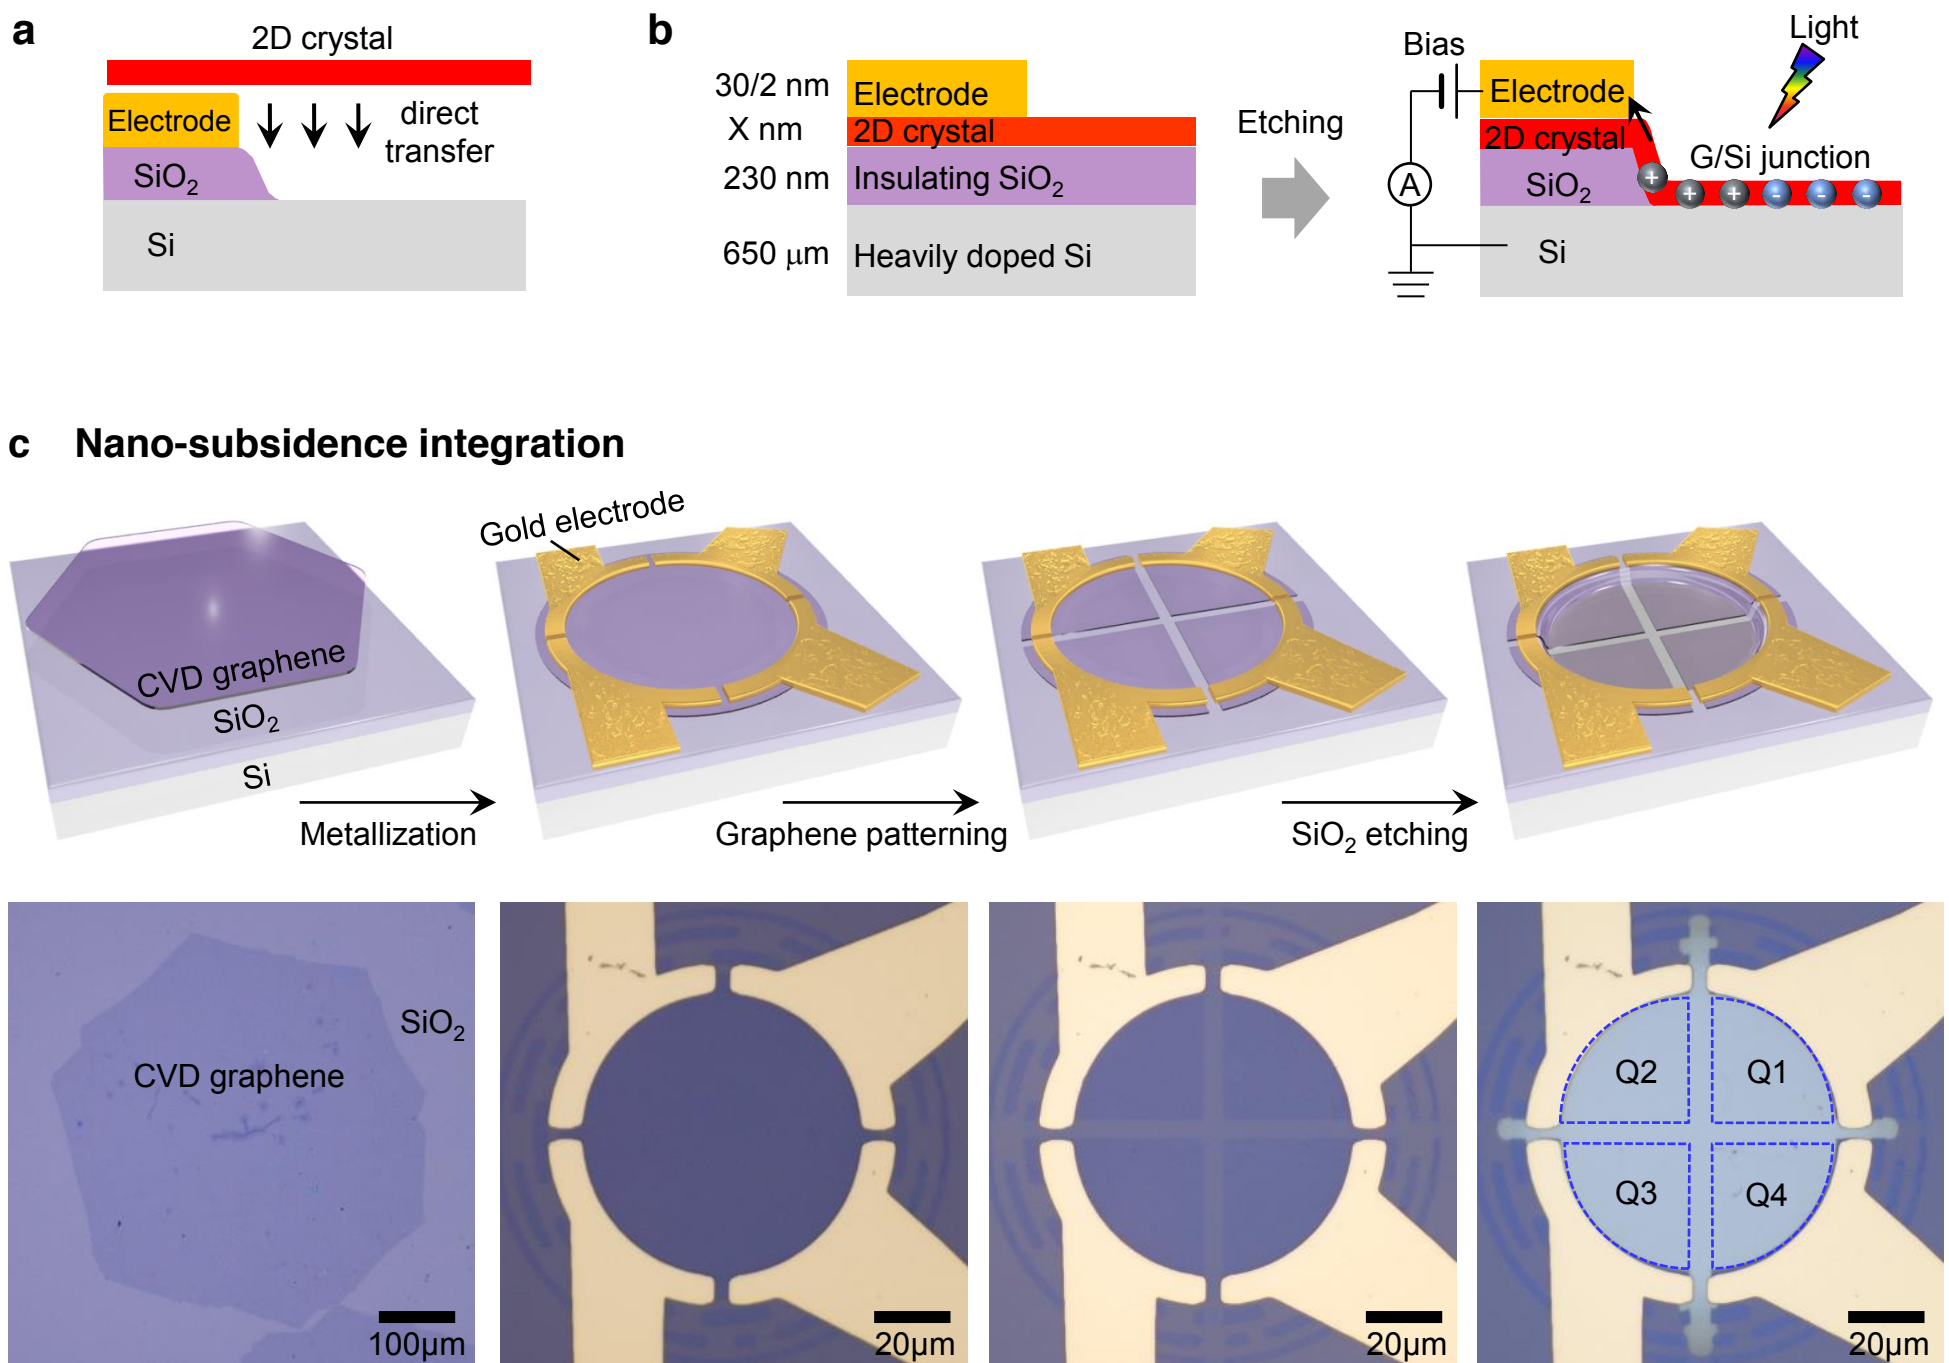 a
2D crystal
Electrode
direct
transfer
SiO2
Si
b
30/2 nm
X nm
230 nm
650 μm
Electrode
2D crystal
Insulating SiO2
Heavily doped Si
Etching
Bias
Light
Electrode
2D crystal
G/Si junction
SiO2
A
+ + + - - -
Si
c Nano-subsidence integration
Gold electrode
CVD graphene
SiO2
Si
Metallization
Graphene patterning
SiO2 etching
CVD graphene
SiO2
100μm
20μm
20μm
Q2 Q1
Q3 Q4
20μm